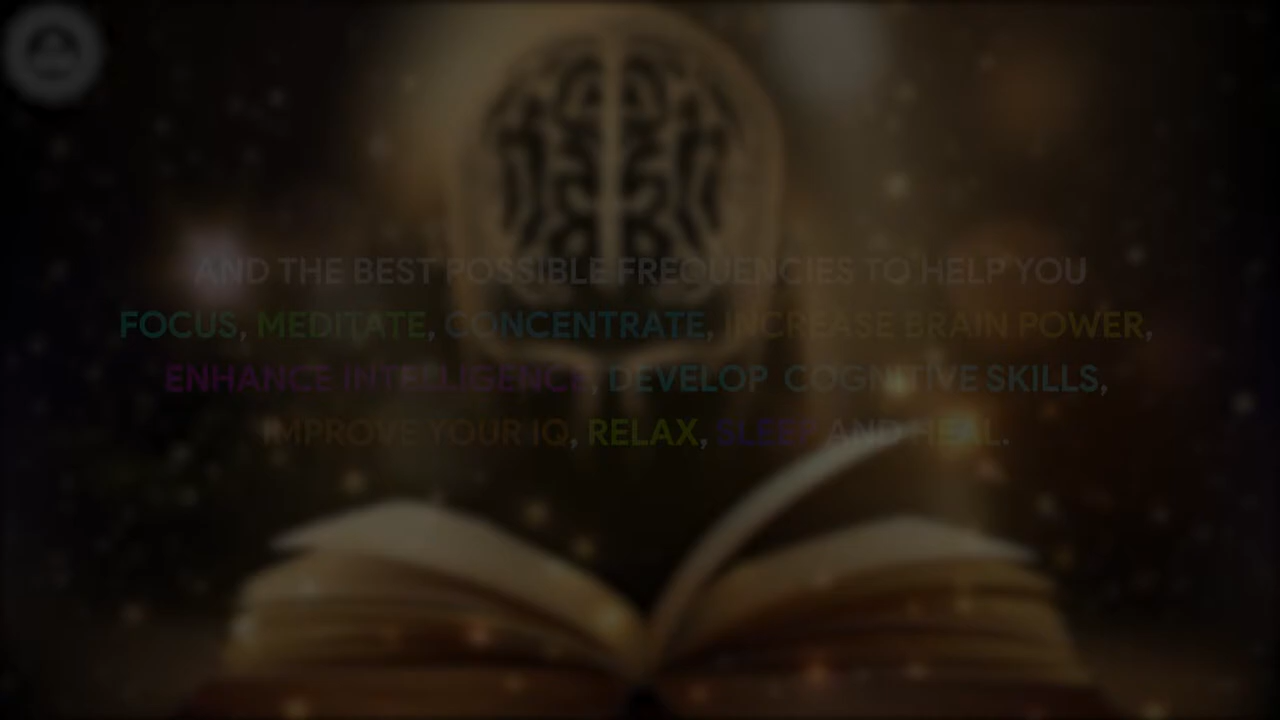 AND THE BEST POSSIBLE FREQUENCIES TO HELP YOU
FOCUS, MEDITATE, CONCENTRATE, INCREASE BRAIN POWER,
ENHANCE INTELLIGENCE, DEVELOP COGNITIVE SKILLS,
IMPROVE YOUR IQ, RELAX, SLEEP AND HEAL.